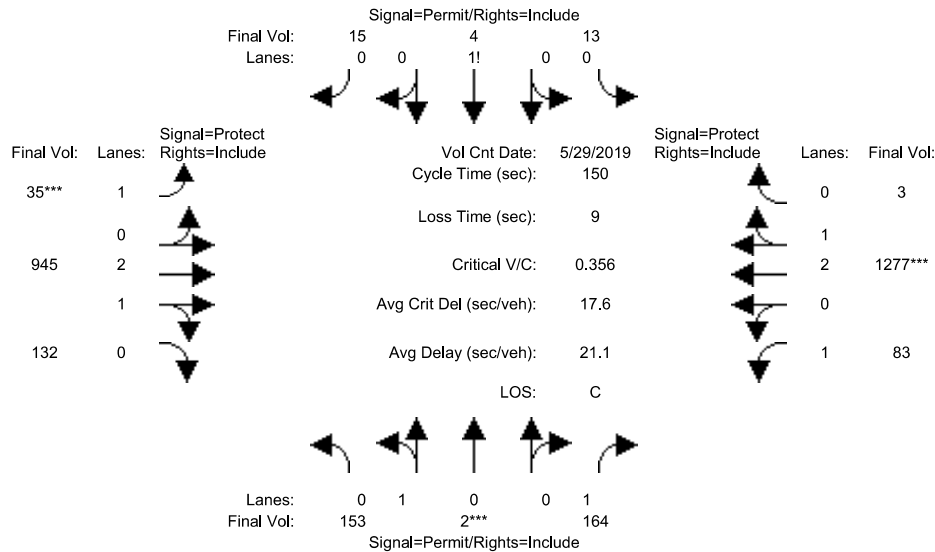 Signal=Permit/Rights=Include
Final Vol: 15 4 13
Lanes: 0 0 1! 0 0
Signal=Protect
Final Vol: Lanes: Rights=Include
Vol Cnt Date: 5/29/2019
Signal=Protect
Rights=Include Lanes: Final Vol:
Cycle Time (sec): 150
35*** 1
0 3
Loss Time (sec): 9
0
1
945 2
Critical V/C: 0.356
2 1277***
1
Avg Crit Del (sec/veh): 17.6
0
132 0
Avg Delay (sec/veh): 21.1
1 83
LOS: C
Lanes: 0 1 0 0 1
Final Vol: 153 2*** 164
Signal=Permit/Rights=Include